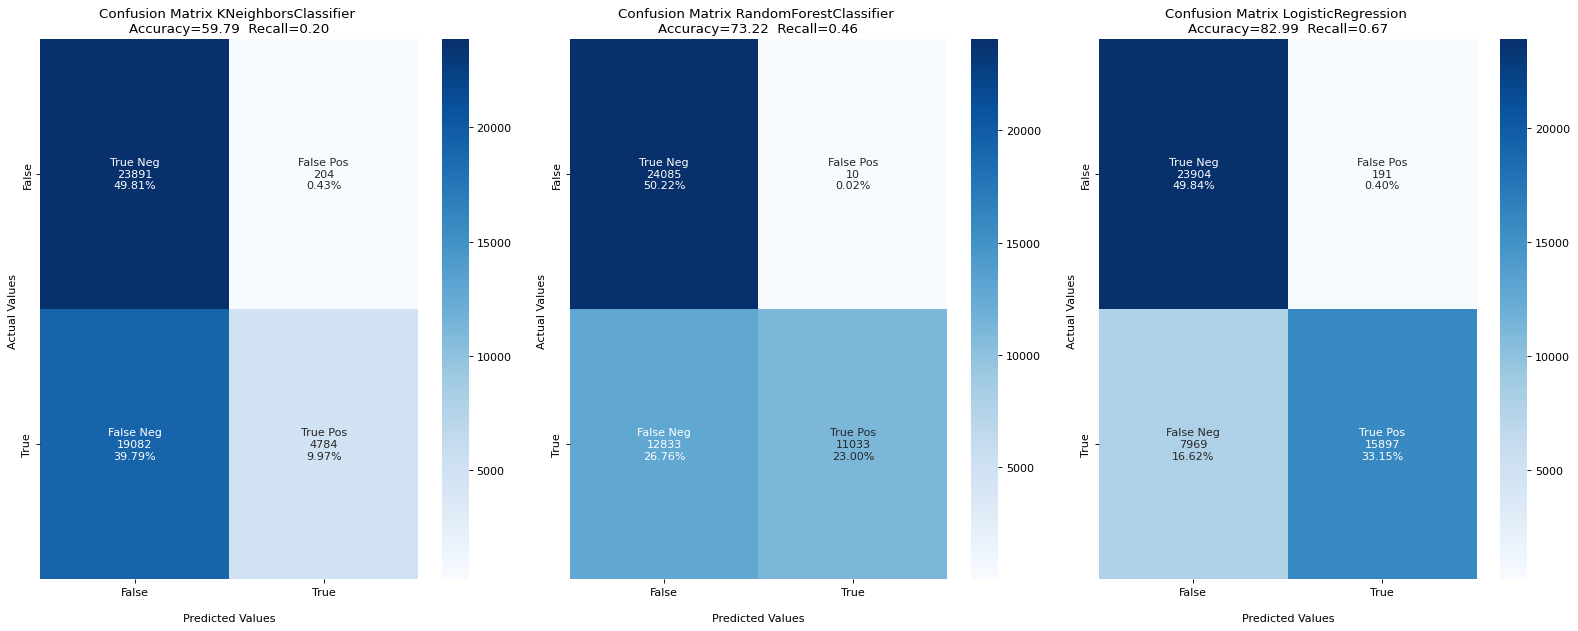 Confusion Matrix KNeighborsClassifier
Accuracy=59.79  Recall=0.20
True Neg
23891
49.81%
False Pos
204
0.43%
False Neg
19082
39.79%
True Pos
4784
9.97%
False
True
Actual Values
False
True
Predicted Values
20000
15000
10000
5000
Confusion Matrix RandomForestClassifier
Accuracy=73.22  Recall=0.46
True Neg
24085
50.22%
False Pos
10
0.02%
False Neg
12833
26.76%
True Pos
11033
23.00%
False
True
Actual Values
False
True
Predicted Values
20000
15000
10000
5000
Confusion Matrix LogisticRegression
Accuracy=82.99  Recall=0.67
True Neg
23904
49.84%
False Pos
191
0.40%
False Neg
7969
16.62%
True Pos
15897
33.15%
False
True
Actual Values
False
True
Predicted Values
20000
15000
10000
5000